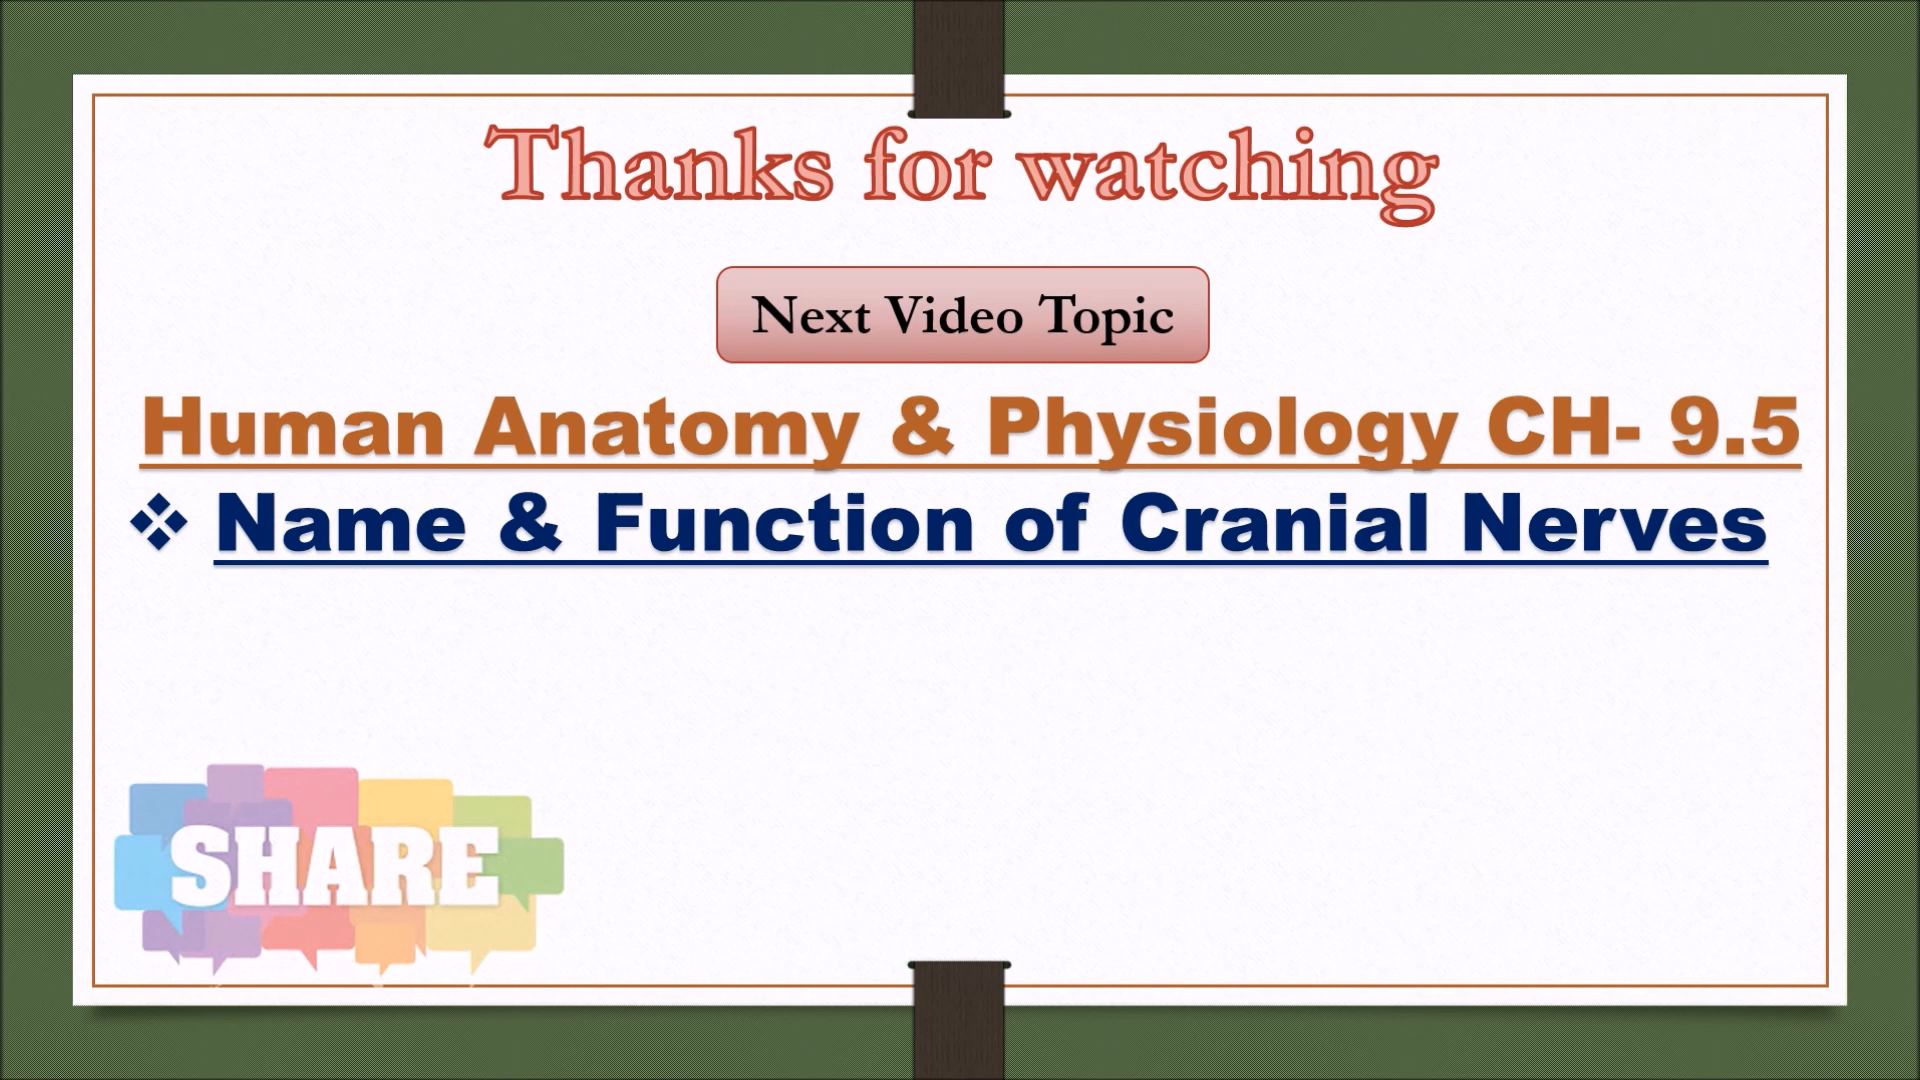 Thanks for watching
Next Video Topic
Human Anatomy & Physiology CH- 9.5
❖ Name & Function of Cranial Nerves
SHARE